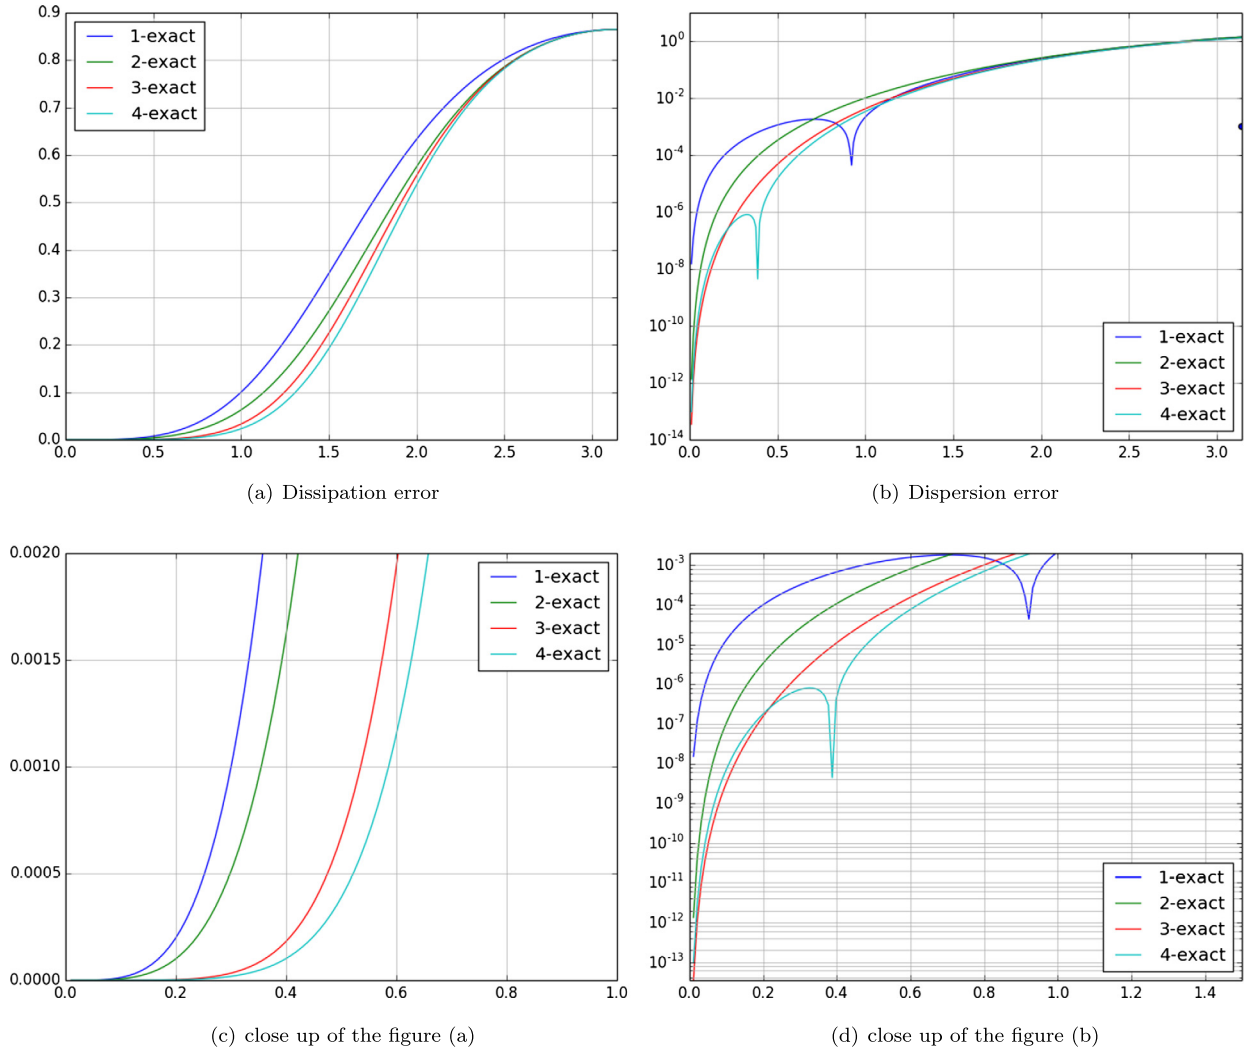 0.9
0.8
0.7
0.6
0.5
0.4
0.3
0.2
0.1
0.0
0.0 0.5 1.0 1.5 2.0 2.5 3.0
1-exact
2-exact
3-exact
4-exact
(a) Dissipation error
10^0
10^-2
10^-4
10^-6
10^-8
10^-10
10^-12
10^-14
0.0 0.5 1.0 1.5 2.0 2.5 3.0
1-exact
2-exact
3-exact
4-exact
(b) Dispersion error
0.0020
0.0015
0.0010
0.0005
0.0000
0.0 0.2 0.4 0.6 0.8 1.0
1-exact
2-exact
3-exact
4-exact
(c) close up of the figure (a)
10^-3
10^-4
10^-5
10^-6
10^-7
10^-8
10^-9
10^-10
10^-11
10^-12
10^-13
0.0 0.2 0.4 0.6 0.8 1.0 1.2 1.4
1-exact
2-exact
3-exact
4-exact
(d) close up of the figure (b)